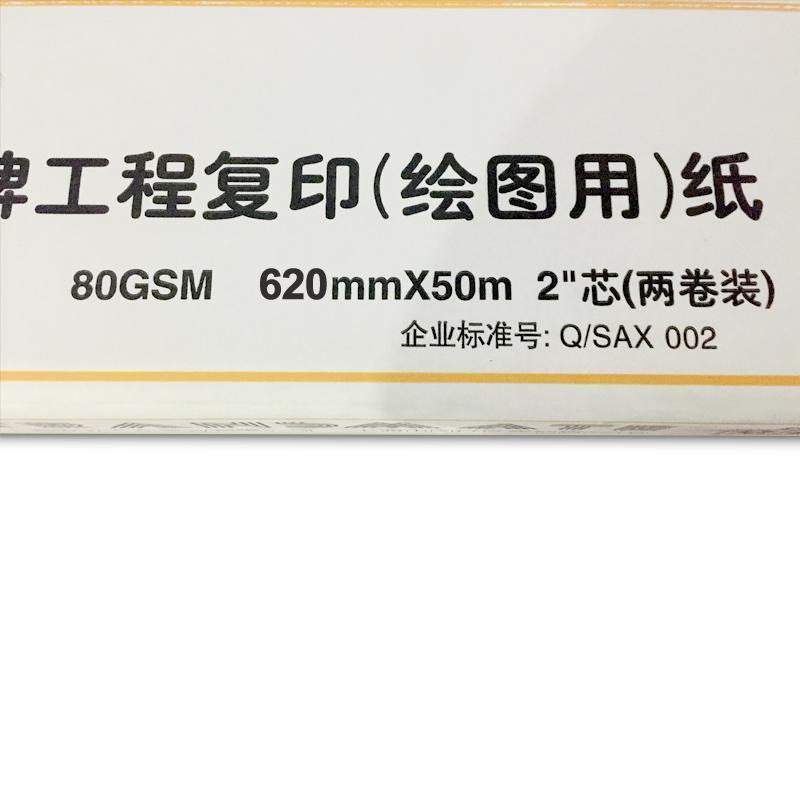 牌工程复印(绘图用)纸
80GSM 620mmX50m 2"芯(两卷装)
企业标准号: Q/SAX 002